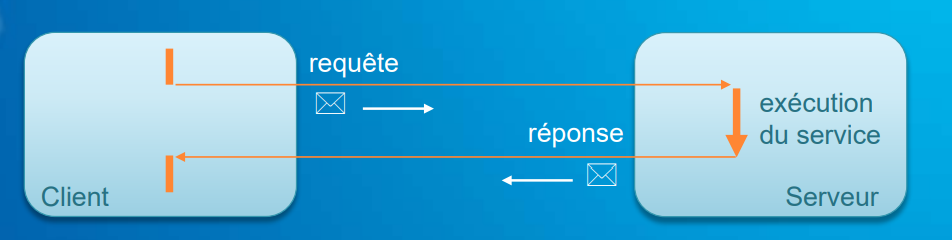 requête
réponse
exécution
du service
Client
Serveur